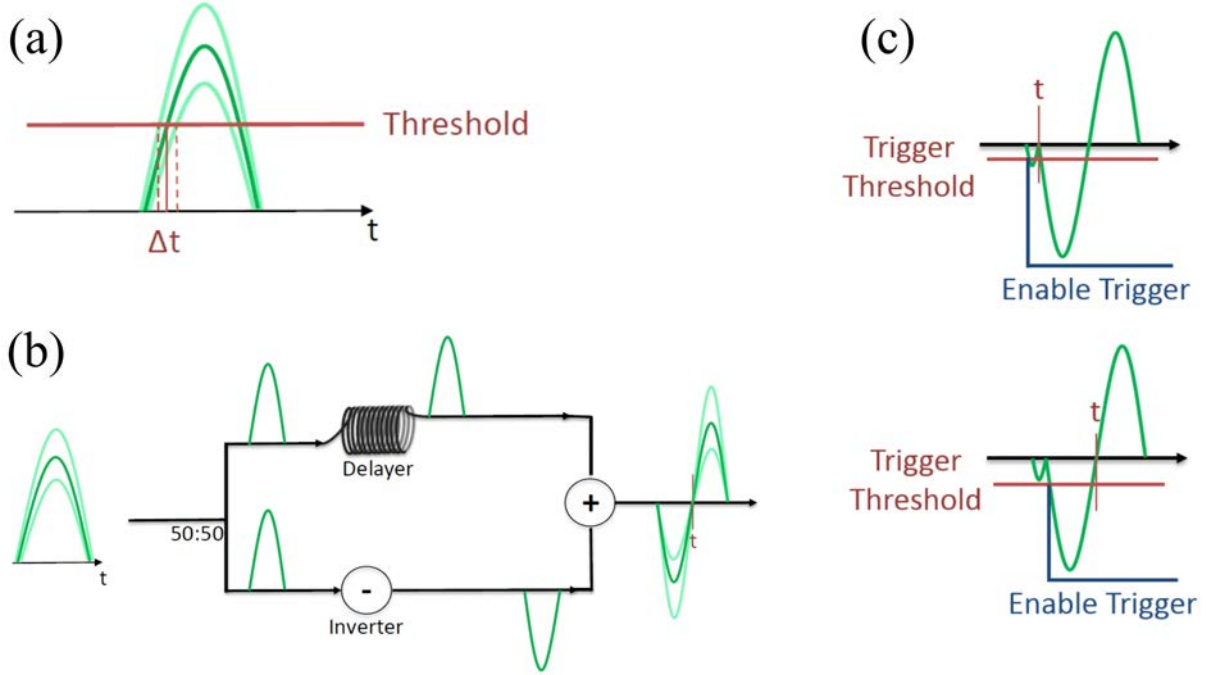 (a)
Threshold
t
Δt
(b)
t
50:50
Delayer
Inverter
-
+
t
(c)
t
Trigger
Threshold
Enable Trigger
t
Trigger
Threshold
Enable Trigger